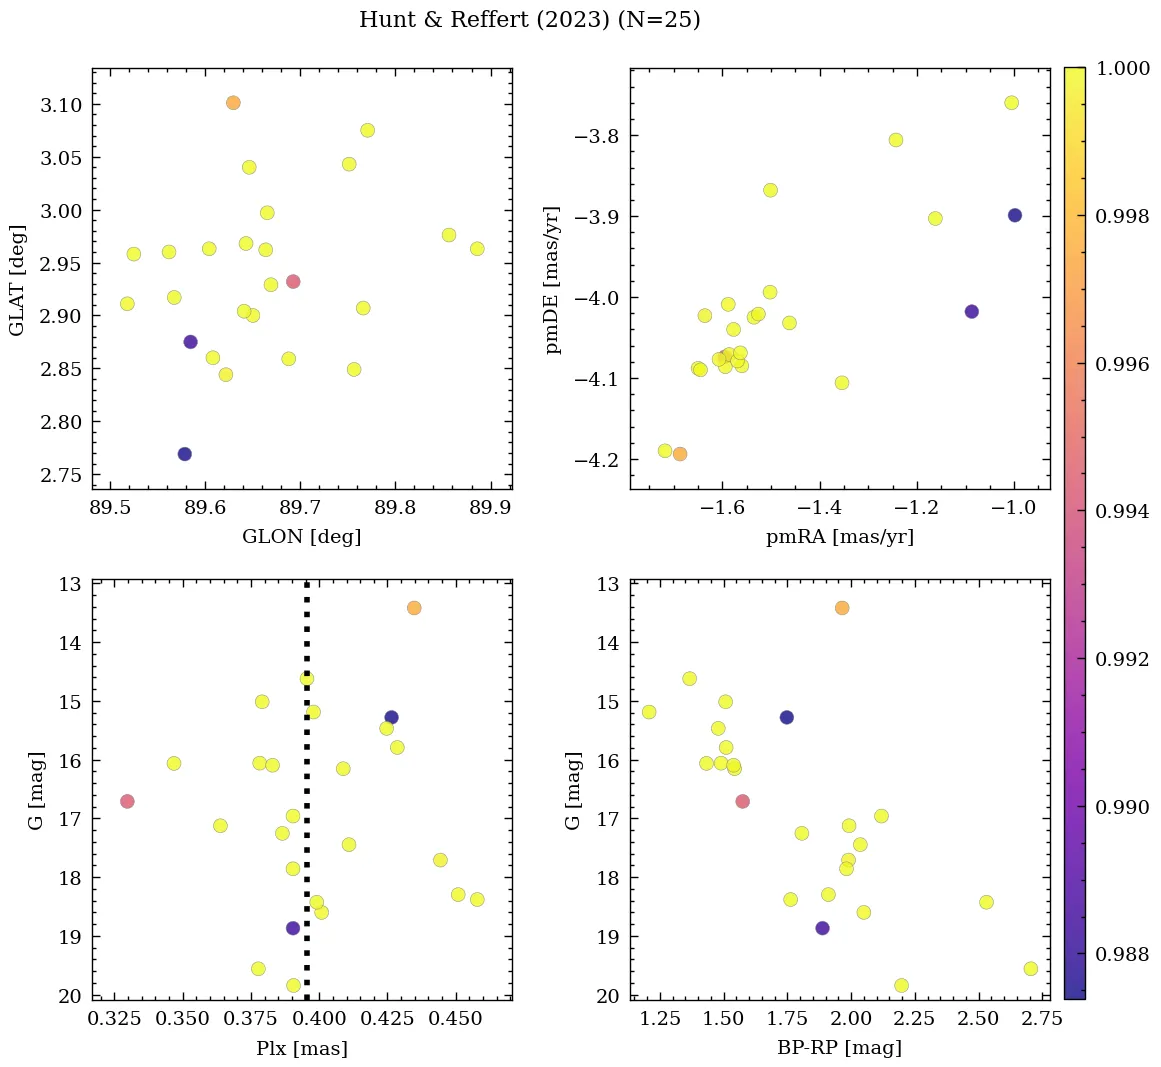 Hunt & Reffert (2023) (N=25)
3.10
3.05
3.00
2.95
2.90
2.85
2.80
2.75
GLAT [deg]
89.5 89.6 89.7 89.8 89.9
GLON [deg]
−3.8
−3.9
−4.0
−4.1
−4.2
pmDE [mas/yr]
−1.6 −1.4 −1.2 −1.0
pmRA [mas/yr]
1.000
0.998
0.996
0.994
0.992
0.990
0.988
13
14
15
16
17
18
19
20
G [mag]
0.325 0.350 0.375 0.400 0.425 0.450
Plx [mas]
13
14
15
16
17
18
19
20
G [mag]
1.25 1.50 1.75 2.00 2.25 2.50 2.75
BP-RP [mag]